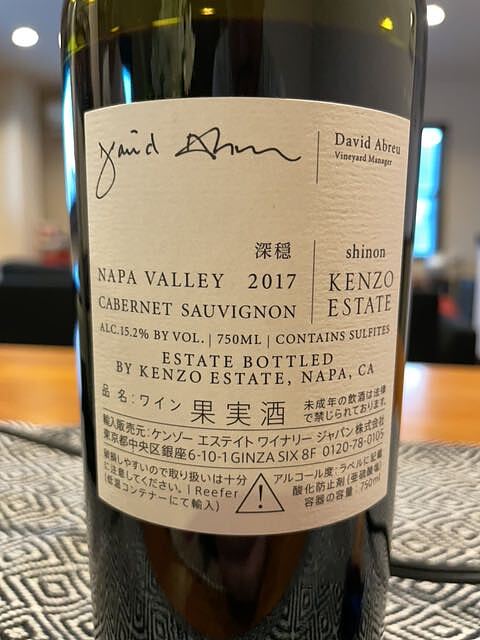 David Abreu
David Abreu
Vineyard Manager
深穏
shinon
NAPA VALLEY 2017
KENZO
CABERNET SAUVIGNON
ESTATE
ALC.15.2% BY VOL. | 750ML | CONTAINS SULFITES
ESTATE BOTTLED
BY KENZO ESTATE, NAPA, CA
品名:ワイン 果実酒
未成年の飲酒は法律
で禁じられております。
輸入販売元:ケンゾー エステイト ワイナリー ジャパン株式会社
東京都中央区銀座6-10-1 GINZA SIX 8F 0120-78-0105
破損しやすいので取り扱いは十分
に注意してください。| Reefer
(低温コンテナーにて輸入)
アルコール度:ラベルに記載
酸化防止剤(亜硫酸塩)
容器の容量:750ml